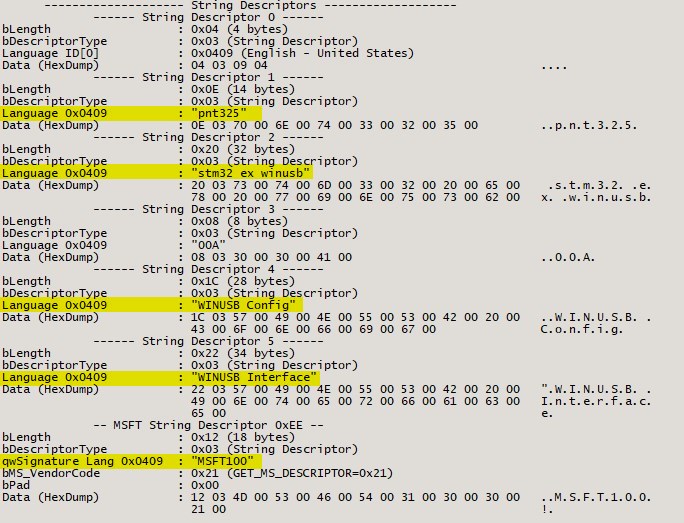 ---------------------- String Descriptors --------------------
------ String Descriptor 0 ------
bLength : 0x04 (4 bytes)
bDescriptorType : 0x03 (String Descriptor)
Language ID[0] : 0x0409 (English - United States)
Data (HexDump) : 04 03 09 04 ....
------ String Descriptor 1 ------
bLength : 0x0E (14 bytes)
bDescriptorType : 0x03 (String Descriptor)
Language 0x0409 : "pnt325"
Data (HexDump) : 0E 03 70 00 6E 00 74 00 33 00 32 00 35 00 ..p.n.t.3.2.5.
------ String Descriptor 2 ------
bLength : 0x20 (32 bytes)
bDescriptorType : 0x03 (String Descriptor)
Language 0x0409 : "stm32 ex winusb"
Data (HexDump) : 20 03 73 00 74 00 6D 00 33 00 32 00 20 00 65 00 .s.t.m.3.2. .e.
78 00 20 00 77 00 69 00 6E 00 75 00 73 00 62 00 x. .w.i.n.u.s.b.
------ String Descriptor 3 ------
bLength : 0x08 (8 bytes)
bDescriptorType : 0x03 (String Descriptor)
Language 0x0409 : "00A"
Data (HexDump) : 08 03 30 00 30 00 41 00 ..0.0.A.
------ String Descriptor 4 ------
bLength : 0x1C (28 bytes)
bDescriptorType : 0x03 (String Descriptor)
Language 0x0409 : "WINUSB Config"
Data (HexDump) : 1C 03 57 00 49 00 4E 00 55 00 53 00 42 00 20 00 ..W.I.N.U.S.B. .
43 00 6F 00 6E 00 66 00 69 00 67 00 C.o.n.f.i.g.
------ String Descriptor 5 ------
bLength : 0x22 (34 bytes)
bDescriptorType : 0x03 (String Descriptor)
Language 0x0409 : "WINUSB Interface"
Data (HexDump) : 22 03 57 00 49 00 4E 00 55 00 53 00 42 00 20 00 ".W.I.N.U.S.B. .
49 00 6E 00 74 00 65 00 72 00 66 00 61 00 63 00 I.n.t.e.r.f.a.c.
65 00 e.
-- MSFT String Descriptor 0xEE --
bLength : 0x12 (18 bytes)
bDescriptorType : 0x03 (String Descriptor)
qwSignature Lang 0x0409 : "MSFT100"
bMS_VendorCode : 0x21 (GET_MS_DESCRIPTOR=0x21)
bPad : 0x00
Data (HexDump) : 12 03 4D 00 53 00 46 00 54 00 31 00 30 00 30 00 ..M.S.F.T.1.0.0.
21 00 !.